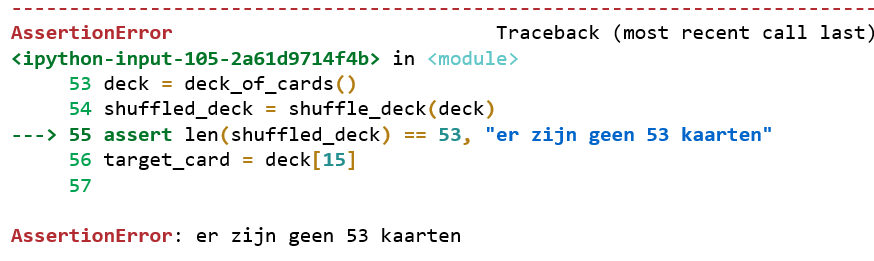 ---------------------------------------------------------------------------
AssertionError                            Traceback (most recent call last)
<ipython-input-105-2a61d9714f4b> in <module>
     53 deck = deck_of_cards()
     54 shuffled_deck = shuffle_deck(deck)
---> 55 assert len(shuffled_deck) == 53, "er zijn geen 53 kaarten"
     56 target_card = deck[15]
     57
AssertionError: er zijn geen 53 kaarten